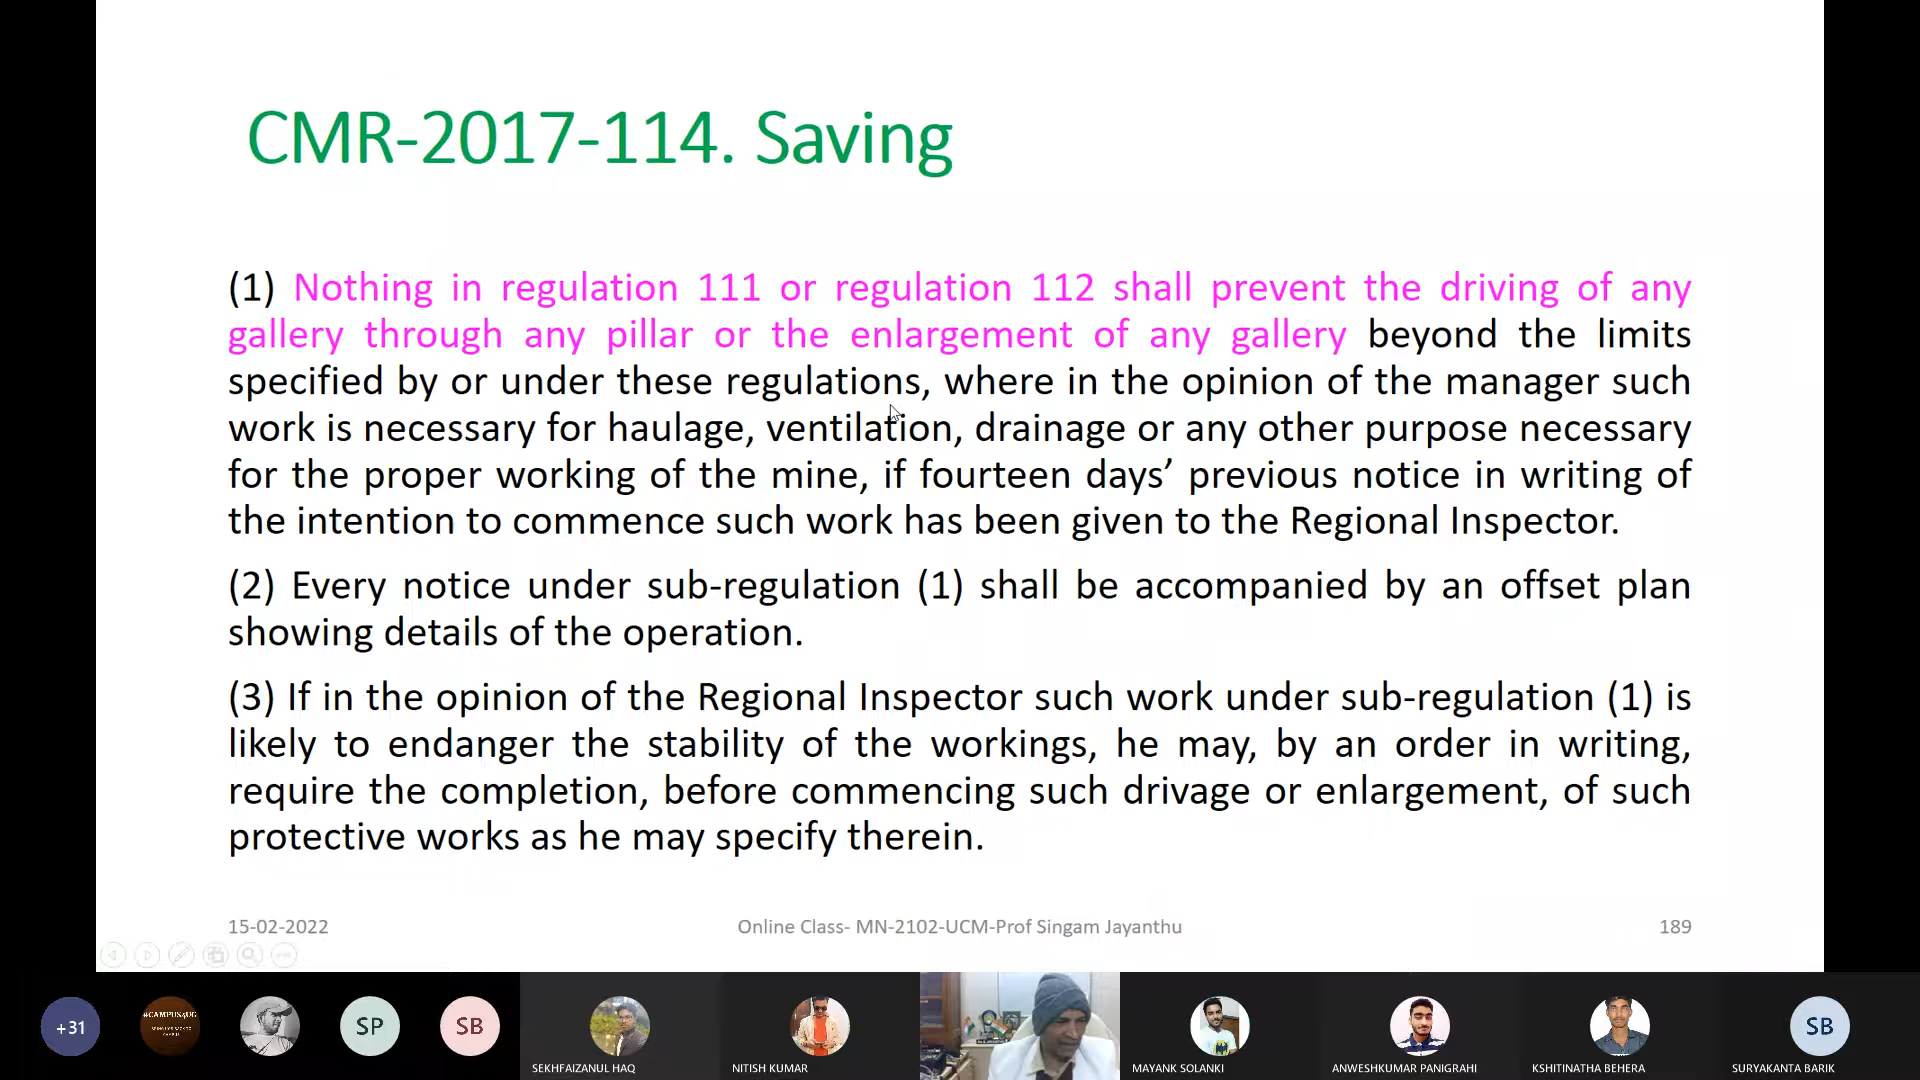 CMR-2017-114. Saving
(1) Nothing in regulation 111 or regulation 112 shall prevent the driving of any
gallery through any pillar or the enlargement of any gallery beyond the limits
specified by or under these regulations, where in the opinion of the manager such
work is necessary for haulage, ventilation, drainage or any other purpose necessary
for the proper working of the mine, if fourteen days’ previous notice in writing of
the intention to commence such work has been given to the Regional Inspector.
(2) Every notice under sub-regulation (1) shall be accompanied by an offset plan
showing details of the operation.
(3) If in the opinion of the Regional Inspector such work under sub-regulation (1) is
likely to endanger the stability of the workings, he may, by an order in writing,
require the completion, before commencing such drivage or enlargement, of such
protective works as he may specify therein.
15-02-2022 Online Class- MN-2102-UCM-Prof Singam Jayanthu 189
+31 #CAMPUS4UG SP SB SB
SEKHFAIZANUL HAQ NITISH KUMAR MAYANK SOLANKI ANWESHKUMAR PANIGRAHI KSHITINATHA BEHERA SURYAKANTA BARIK